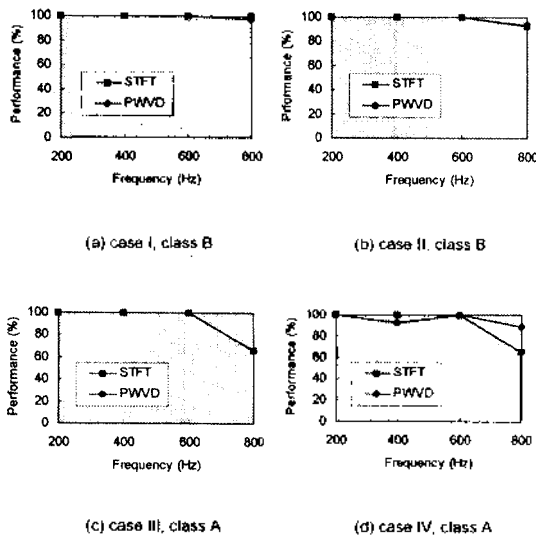 100
80
60
40
20
0
Performance (%)
STFT
PWVD
200 400 600 800
Frequency (Hz)
(a) case I, class B
100
80
60
40
20
0
Prformance (%)
STFT
PWVD
200 400 600 800
Frequency (Hz)
(b) case II, class B
100
80
60
40
20
0
Performance (%)
STFT
PWVD
200 400 600 800
Frequency (Hz)
(c) case III, class A
100
80
60
40
20
0
Performance (%)
STFT
PWVD
200 400 600 800
Frequency (Hz)
(d) case IV, class A